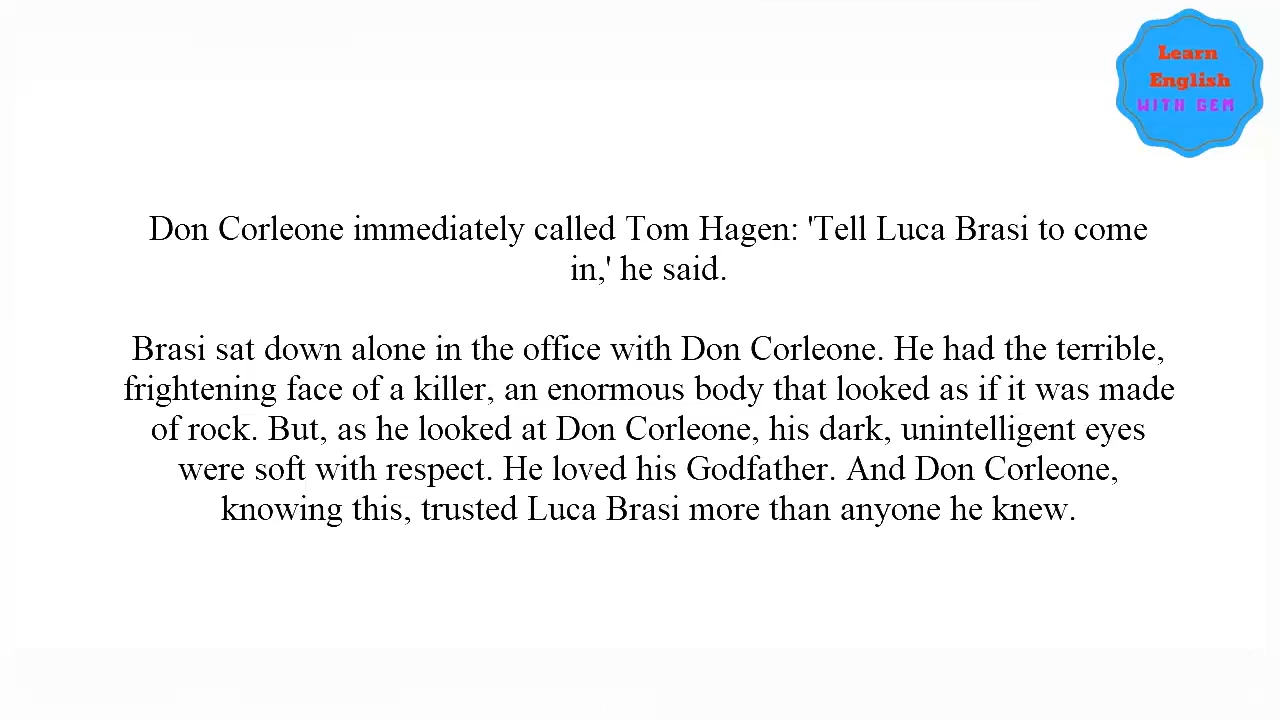 Learn
English
WITH GEM
Don Corleone immediately called Tom Hagen: 'Tell Luca Brasi to come
in,' he said.
Brasi sat down alone in the office with Don Corleone. He had the terrible,
frightening face of a killer, an enormous body that looked as if it was made
of rock. But, as he looked at Don Corleone, his dark, unintelligent eyes
were soft with respect. He loved his Godfather. And Don Corleone,
knowing this, trusted Luca Brasi more than anyone he knew.